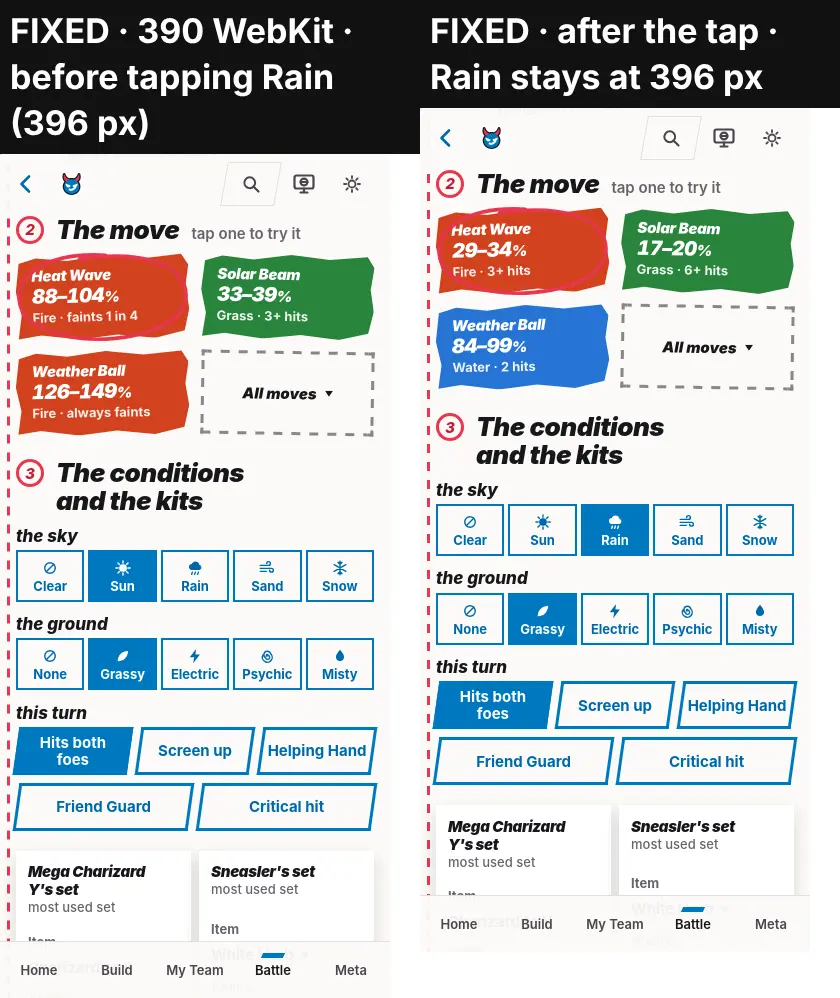 FIXED · 390 WebKit ·
before tapping Rain
(396 px)
2 The move tap one to try it
Heat Wave
88–104%
Fire · faints 1 in 4
Solar Beam
33–39%
Grass · 3+ hits
Weather Ball
126–149%
Fire · always faints
All moves
3 The conditions
and the kits
the sky
Clear Sun Rain Sand Snow
the ground
None Grassy Electric Psychic Misty
this turn
Hits both
foes
Screen up
Helping Hand
Friend Guard
Critical hit
Mega Charizard
Y's set
most used set
Item
Sneasler's set
most used set
Item
Home Build My Team Battle Meta
FIXED · after the tap ·
Rain stays at 396 px
2 The move tap one to try it
Heat Wave
29–34%
Fire · 3+ hits
Solar Beam
17–20%
Grass · 6+ hits
Weather Ball
84–99%
Water · 2 hits
All moves
3 The conditions
and the kits
the sky
Clear Sun Rain Sand Snow
the ground
None Grassy Electric Psychic Misty
this turn
Hits both
foes
Screen up
Helping Hand
Friend Guard
Critical hit
Mega Charizard
Y's set
most used set
Item
Sneasler's set
most used set
Item
Home Build My Team Battle Meta